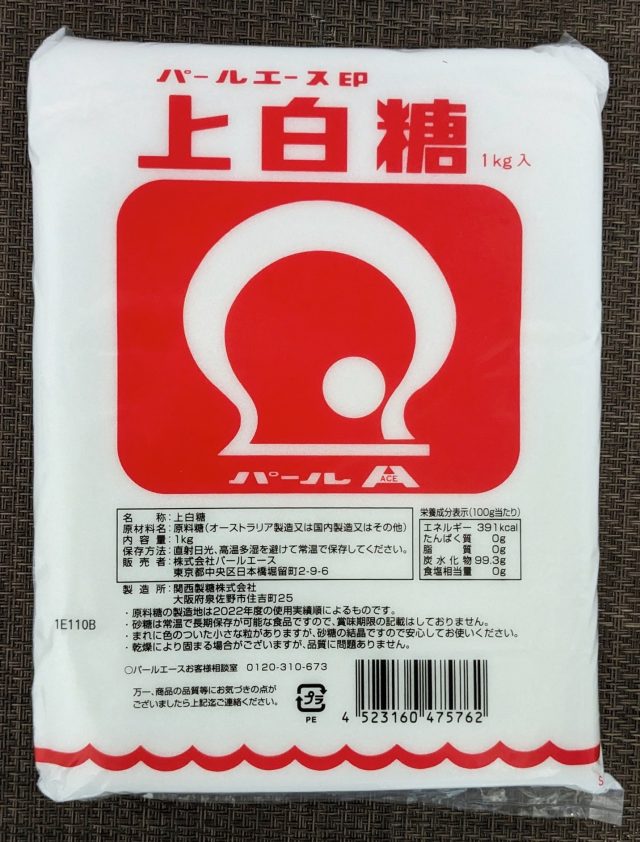 パールエース印
上白糖 1kg入
パール ACE
名 称：上白糖
原材料名：原料糖（オーストラリア製造又は国内製造又はその他）
内 容 量：1kg
保存方法：直射日光、高温多湿を避けて常温で保存してください。
販 売 者：株式会社パールエース
東京都中央区日本橋堀留町2-9-6
栄養成分表示（100g当たり）
エネルギー 391kcal
たんぱく質 0g
脂 質 0g
炭水化物 99.3g
食塩相当量 0g
製 造 所：関西製糖株式会社
大阪府泉佐野市住吉町25
・原料糖の製造地は2022年度の使用実績順によるものです。
・砂糖は常温で長期保存が可能な食品ですので、賞味期限の記載はしておりません。
・まれに色のついた小さな粒がありますが、砂糖の結晶ですので安心してお使いください。
・乾燥により固まる場合がございますが、品質に問題ありません。
1E110B
○パールエースお客様相談室 0120-310-673
万一、商品の品質等にお気づきの点が
ございましたら上記迄ご連絡ください。
プラ
PE
4 523160 475762
S